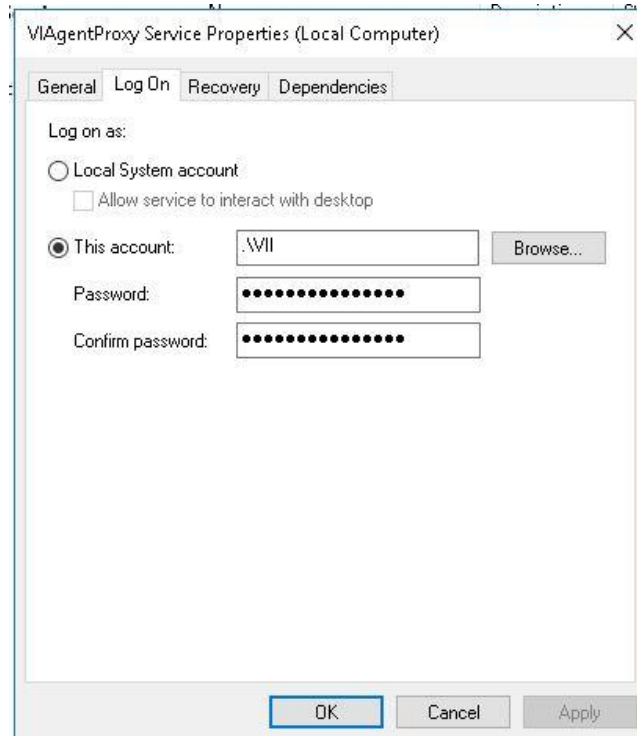 VIAgentProxy Service Properties (Local Computer)
General Log On Recovery Dependencies
Log on as:
Local System account
Allow service to interact with desktop
This account:
.\VII
Browse...
Password:
●●●●●●●●●●●●●●●
Confirm password:
●●●●●●●●●●●●●●●
OK Cancel Apply